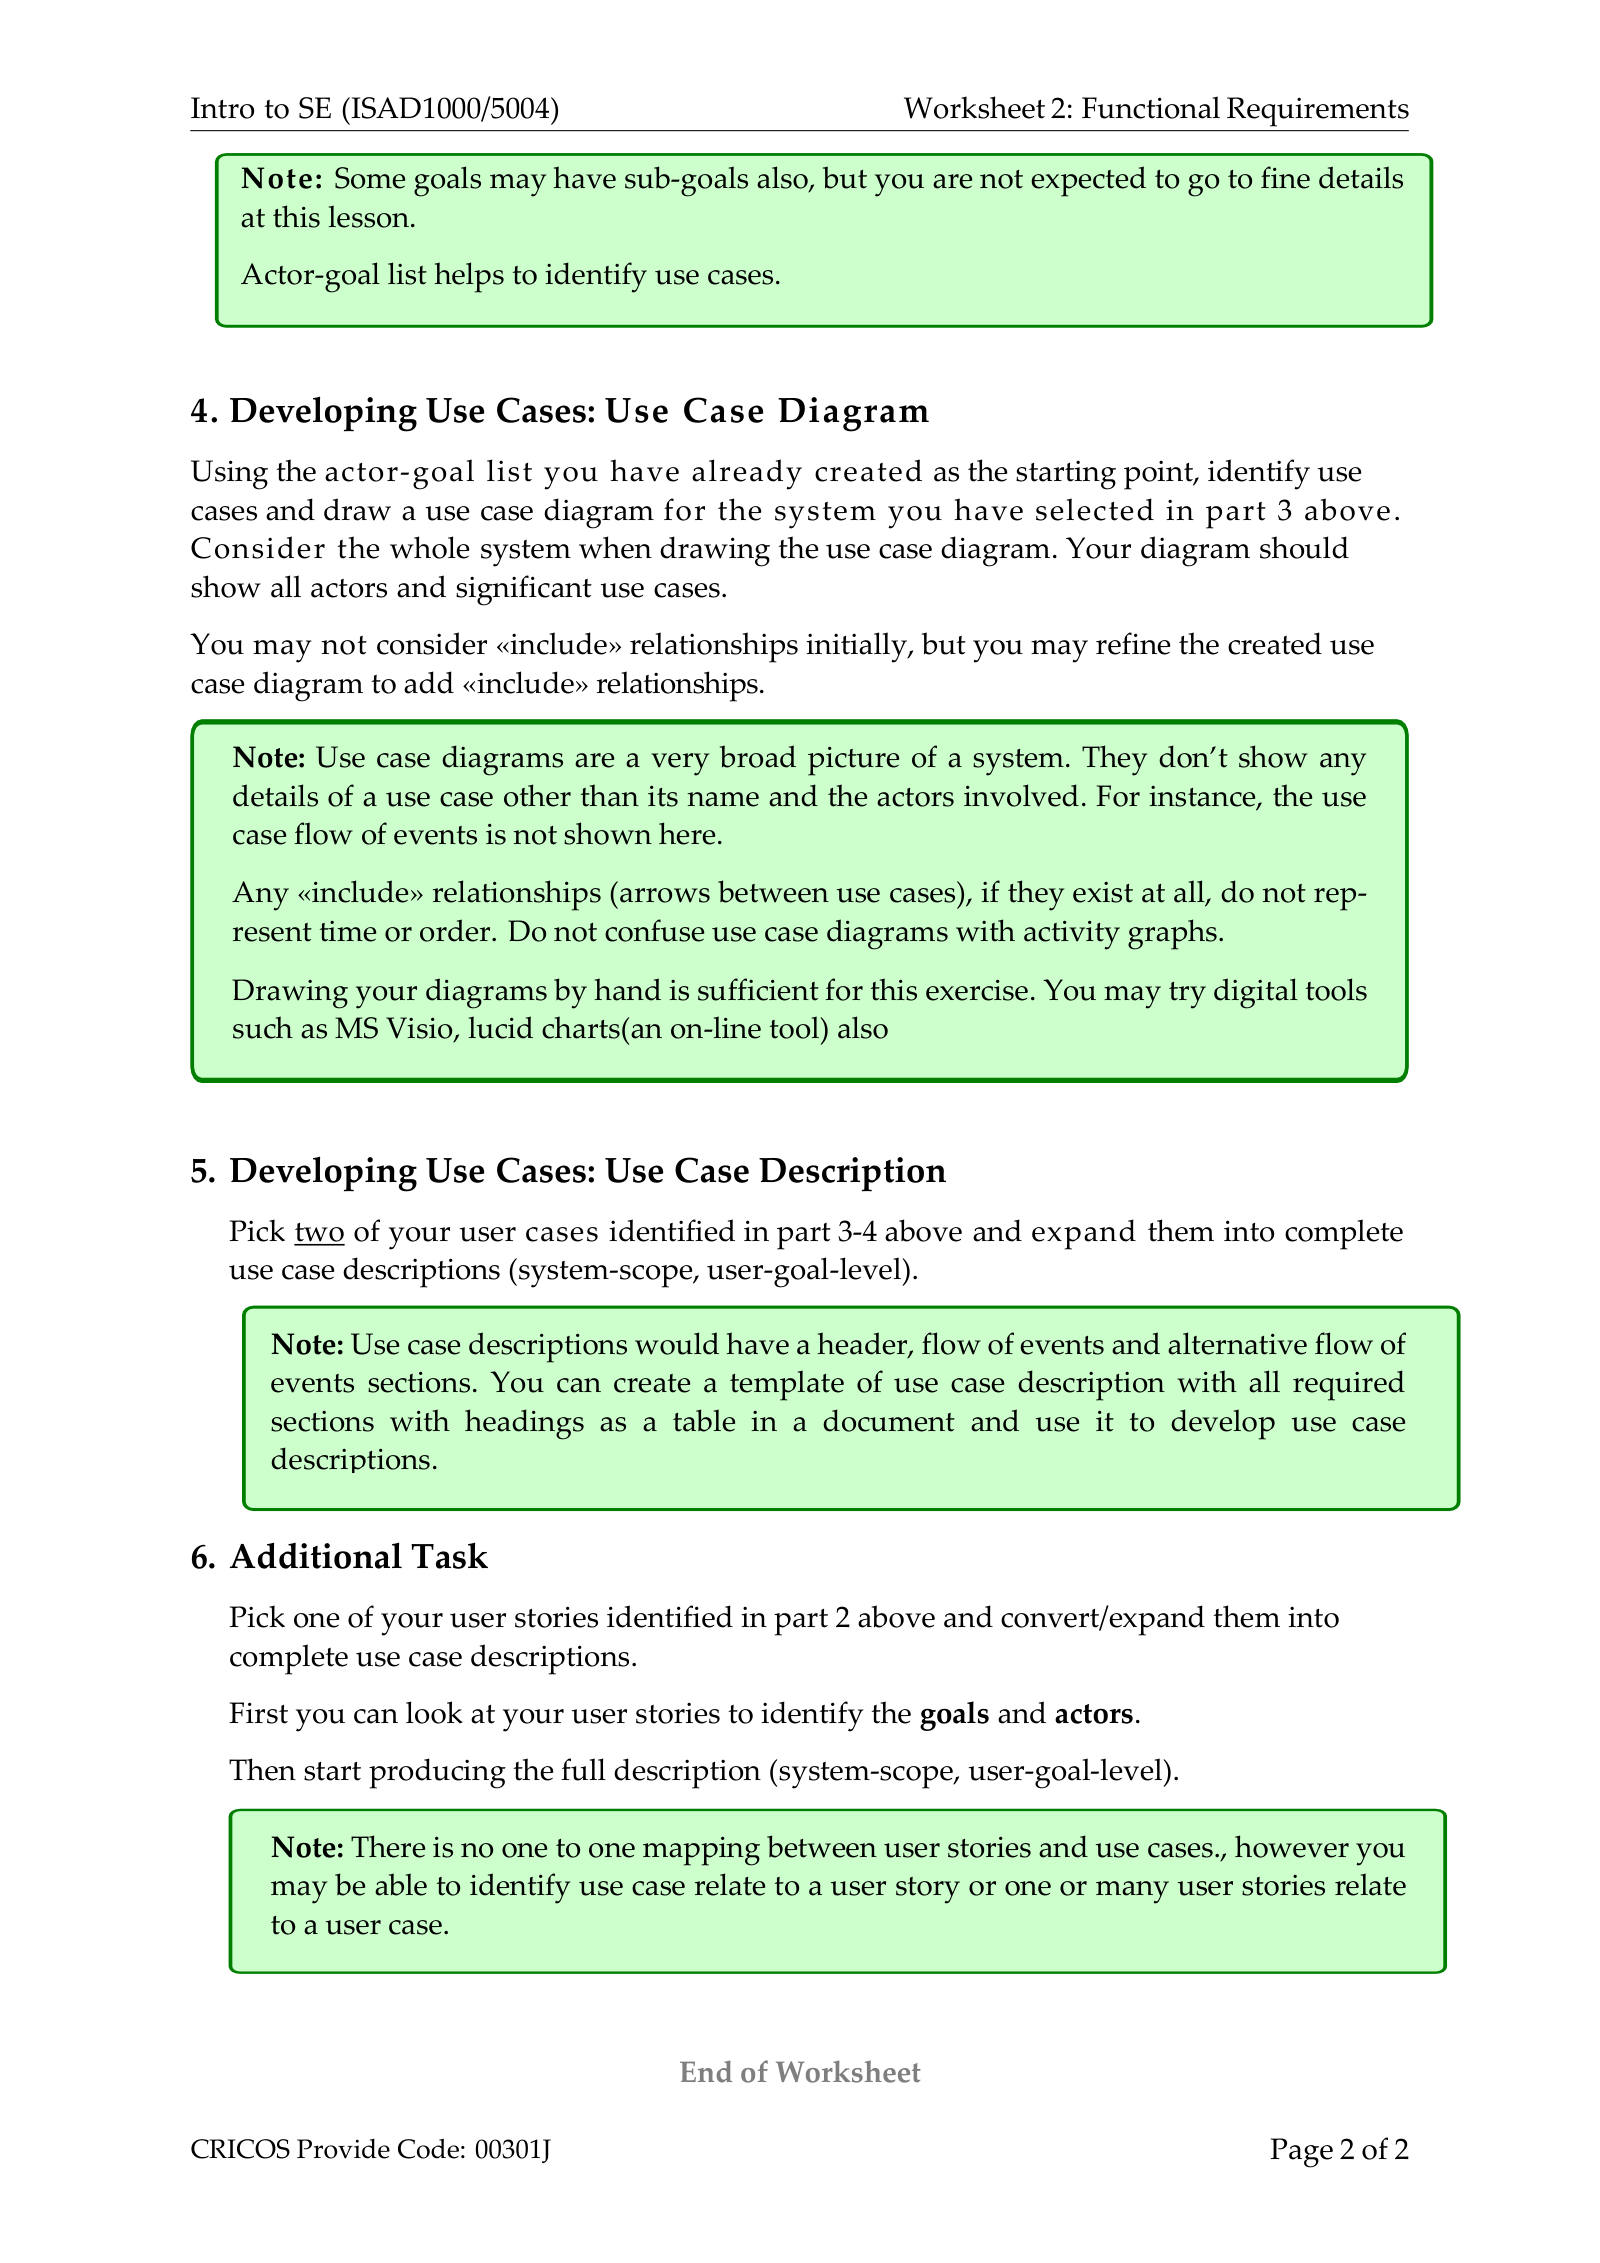 Intro to SE (ISAD1000/5004)
Worksheet 2: Functional Requirements
Note: Some goals may have sub-goals also, but you are not expected to go to fine details
at this lesson.
Actor-goal list helps to identify use cases.
4. Developing Use Cases: Use Case Diagram
Using the actor-goal list you have already created as the starting point, identify use
cases and draw a use case diagram for the system you have selected in part 3 above.
Consider the whole system when drawing the use case diagram. Your diagram should
show all actors and significant use cases.
You may not consider «include» relationships initially, but you may refine the created use
case diagram to add «include» relationships.
Note: Use case diagrams are a very broad picture of a system. They don’t show any
details of a use case other than its name and the actors involved. For instance, the use
case flow of events is not shown here.
Any «include» relationships (arrows between use cases), if they exist at all, do not rep-
resent time or order. Do not confuse use case diagrams with activity graphs.
Drawing your diagrams by hand is sufficient for this exercise. You may try digital tools
such as MS Visio, lucid charts(an on-line tool) also
5. Developing Use Cases: Use Case Description
Pick two of your user cases identified in part 3-4 above and expand them into complete
use case descriptions (system-scope, user-goal-level).
Note: Use case descriptions would have a header, flow of events and alternative flow of
events sections. You can create a template of use case description with all required
sections with headings as a table in a document and use it to develop use case
descriptions.
6. Additional Task
Pick one of your user stories identified in part 2 above and convert/expand them into
complete use case descriptions.
First you can look at your user stories to identify the goals and actors.
Then start producing the full description (system-scope, user-goal-level).
Note: There is no one to one mapping between user stories and use cases., however you
may be able to identify use case relate to a user story or one or many user stories relate
to a user case.
End of Worksheet
CRICOS Provide Code: 00301J
Page 2 of 2